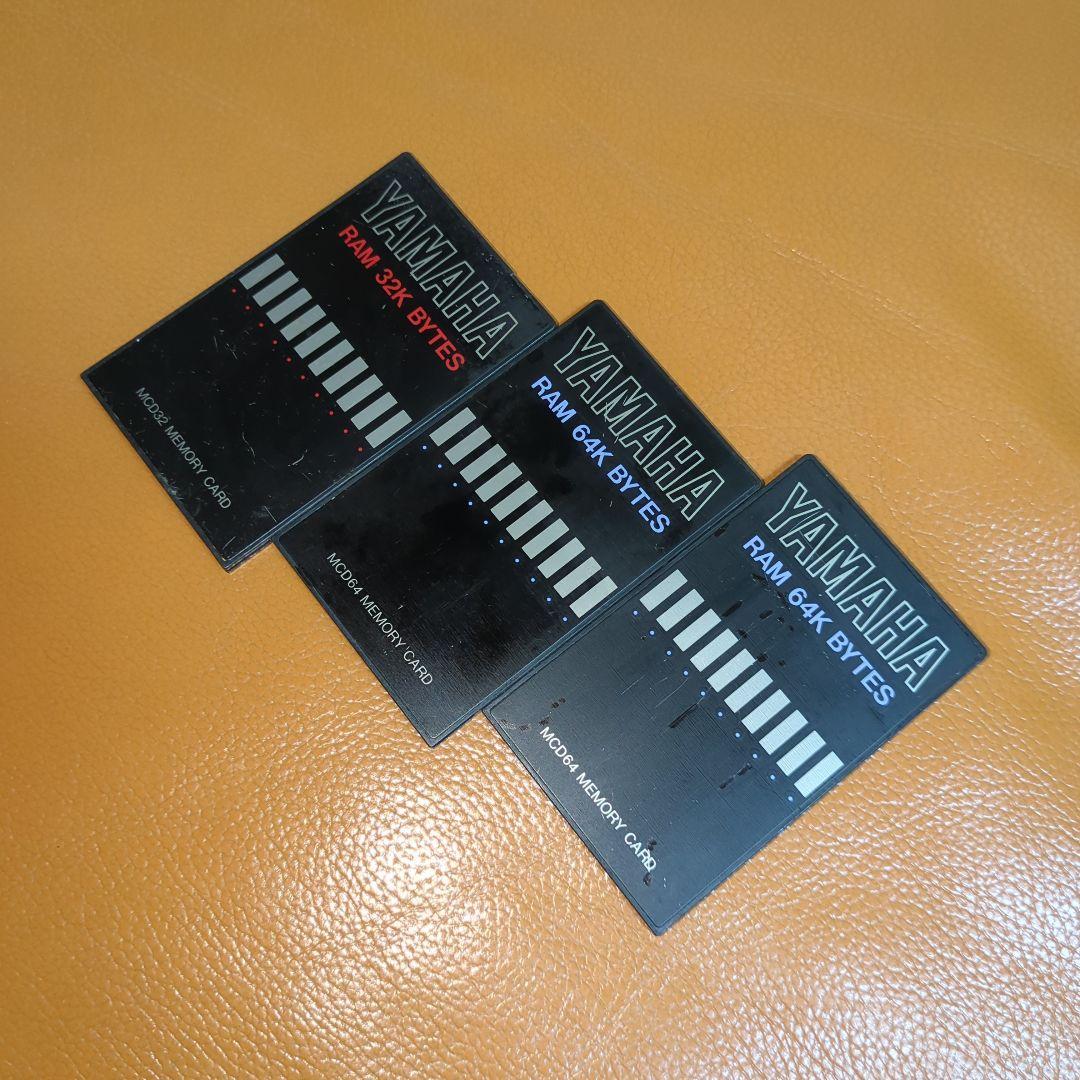 YAMAHA
RAM 32K BYTES
MCD32 MEMORY CARD
YAMAHA
RAM 64K BYTES
MCD64 MEMORY CARD
YAMAHA
RAM 64K BYTES
MCD64 MEMORY CARD